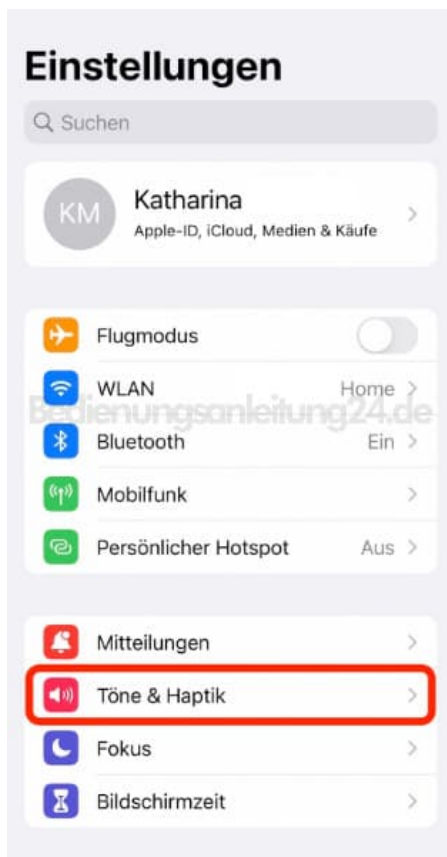 Einstellungen
Suchen
KM
Katharina
Apple-ID, iCloud, Medien & Käufe
Flugmodus
WLAN Home
Bedienungsanleitung24.de
Bluetooth Ein
Mobilfunk
Persönlicher Hotspot Aus
Mitteilungen
Töne & Haptik
Fokus
Bildschirmzeit